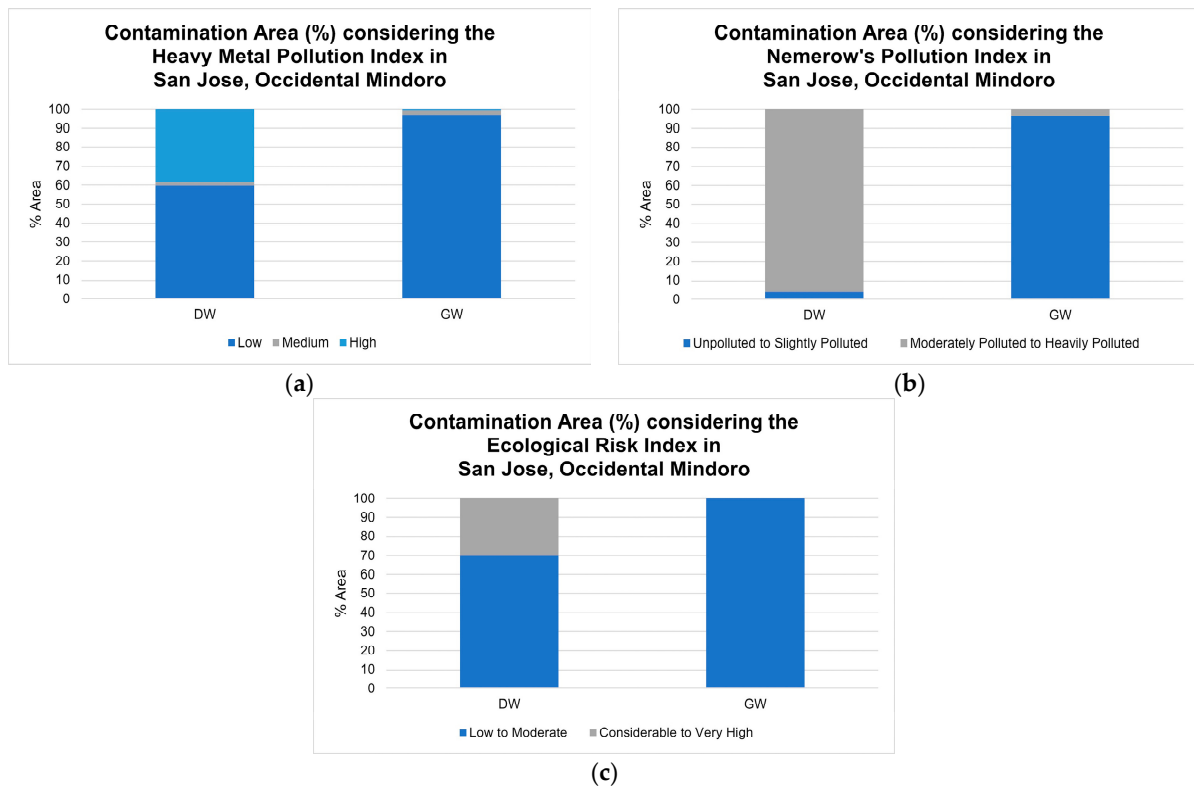 Contamination Area (%) considering the
Heavy Metal Pollution Index in
San Jose, Occidental Mindoro
% Area
100
90
80
70
60
50
40
30
20
10
0
DW
GW
Low
Medium
High
(a)
Contamination Area (%) considering the
Nemerow's Pollution Index in
San Jose, Occidental Mindoro
% Area
100
90
80
70
60
50
40
30
20
10
0
DW
GW
Unpolluted to Slightly Polluted
Moderately Polluted to Heavily Polluted
(b)
Contamination Area (%) considering the
Ecological Risk Index in
San Jose, Occidental Mindoro
% Area
100
90
80
70
60
50
40
30
20
10
0
DW
GW
Low to Moderate
Considerable to Very High
(c)